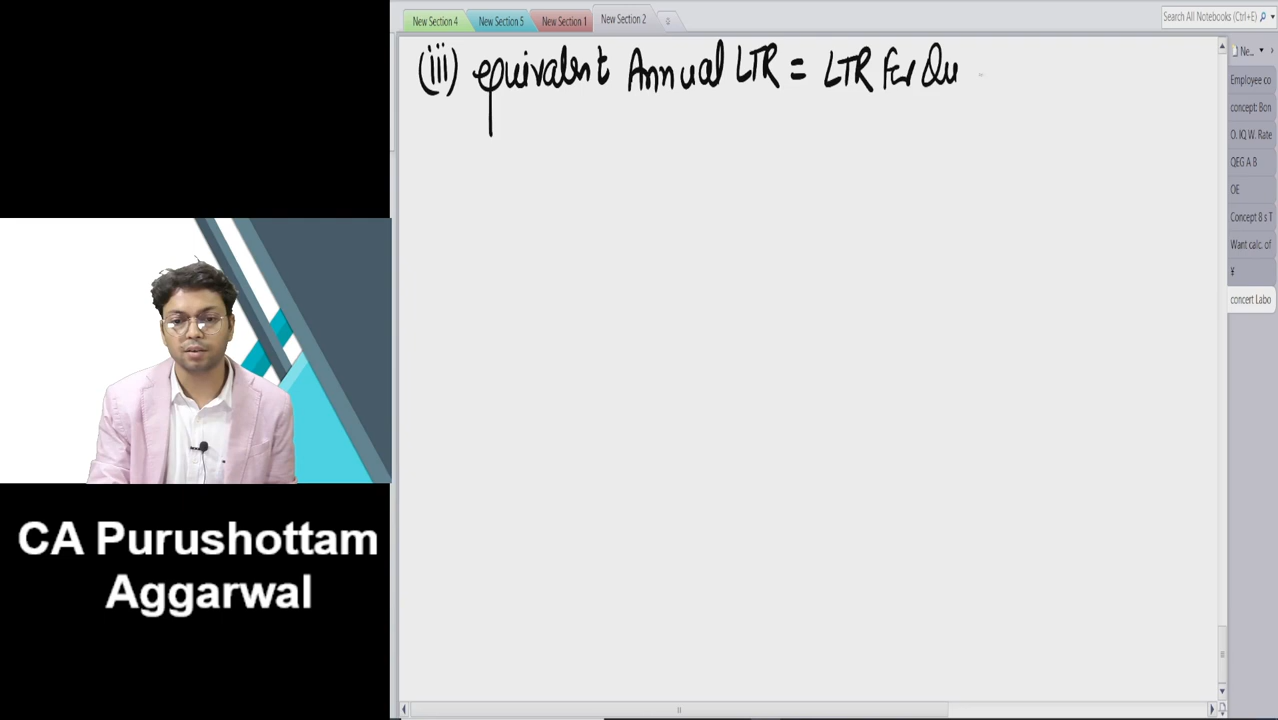 New Section 4
New Section 5
New Section 1
New Section 2
Search All Notebooks (Ctrl+E)
(iii) equivalent Annual LTR = LTR for Qu
Ne...
Employee co
concept: Bon
O. IQ W. Rate
QEG A B
OE
Concept 8 s T
Want calc. of
¥
concert Labo
CA Purushottam
Aggarwal